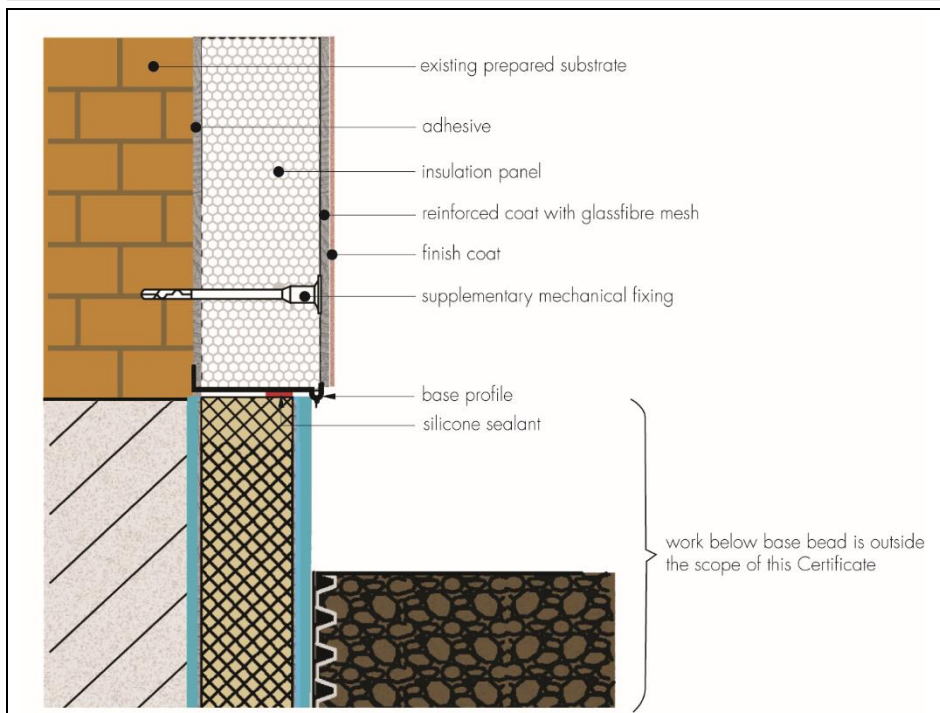 existing prepared substrate
adhesive
insulation panel
reinforced coat with glassfibre mesh
finish coat
supplementary mechanical fixing
base profile
silicone sealant
work below base bead is outside
the scope of this Certificate